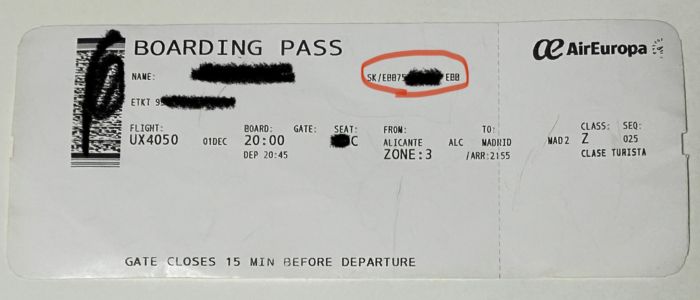 BOARDING PASS
AirEuropa
NAME:
SK/EBB75 EBB
ETKT 9
FLIGHT: BOARD: GATE: SEAT: FROM: TO: CLASS: SEQ:
UX4050 01DEC 20:00 C ALICANTE ALC MADRID MAD2 Z 025
DEP 20:45 ZONE:3 /ARR:2155 CLASE TURISTA
GATE CLOSES 15 MIN BEFORE DEPARTURE